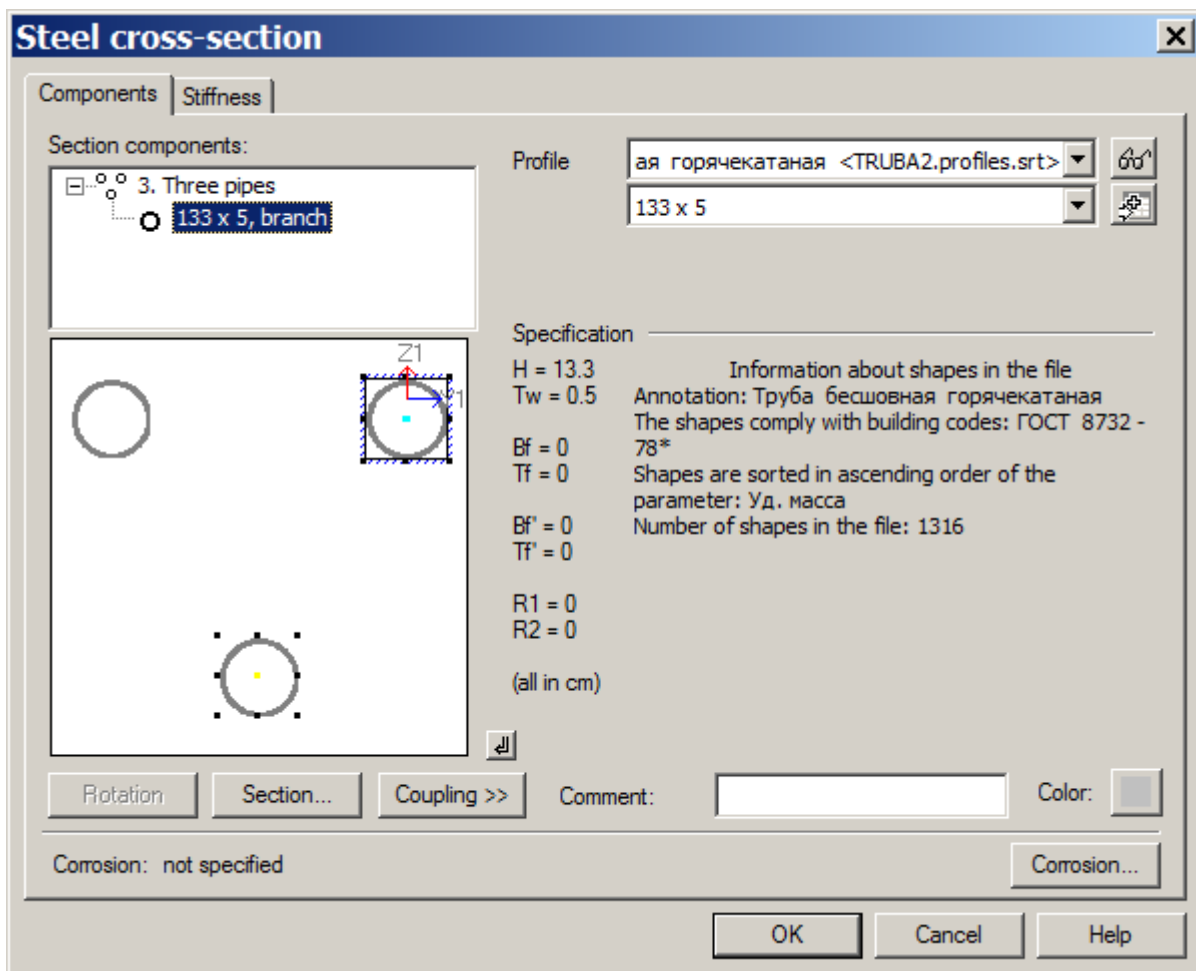 Steel cross-section
Components
Stiffness
Section components:
3. Three pipes
133 x 5, branch
Profile
ая горячекатаная <TRUBA2.profiles.srt>
133 x 5
Z1
Y1
Specification
H = 13.3
Tw = 0.5
Bf = 0
Tf = 0
Bf' = 0
Tf' = 0
R1 = 0
R2 = 0
(all in cm)
Information about shapes in the file
Annotation: Труба бесшовная горячекатаная
The shapes comply with building codes: ГОСТ 8732 -
78*
Shapes are sorted in ascending order of the
parameter: Уд. масса
Number of shapes in the file: 1316
Rotation
Section...
Coupling >>
Comment:
Color:
Corrosion: not specified
Corrosion...
OK
Cancel
Help